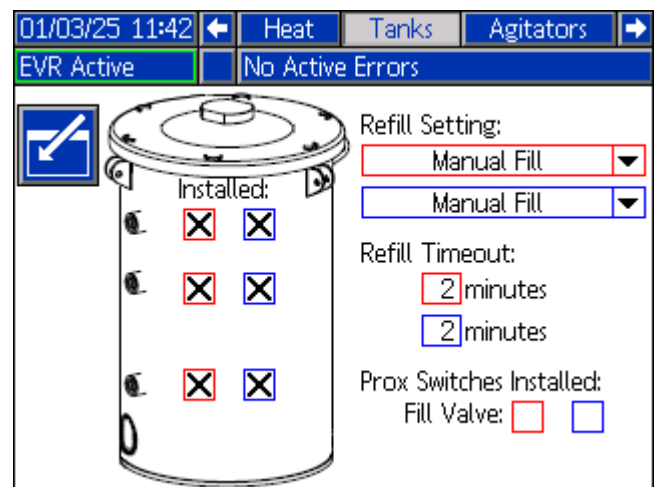 01/03/25 11:42 Heat Tanks Agitators
EVR Active No Active Errors
Refill Setting:
Manual Fill
Manual Fill
Installed:
Refill Timeout:
2 minutes
2 minutes
Prox Switches Installed:
Fill Valve: